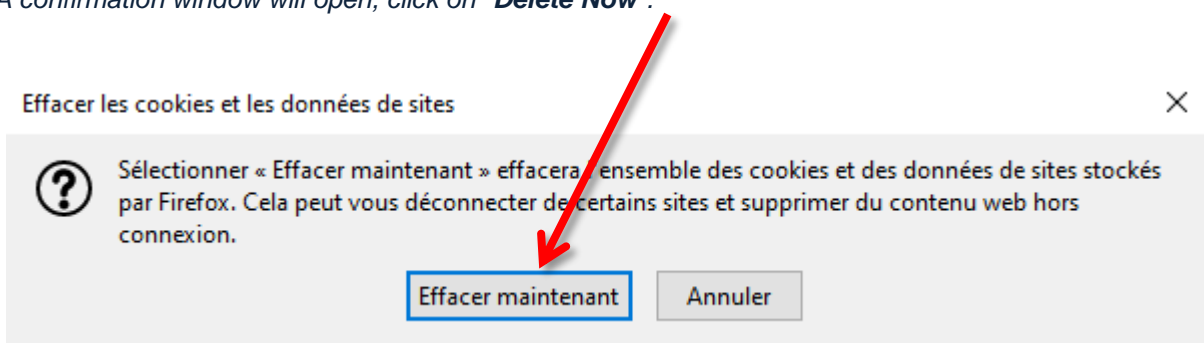 A confirmation window will open, click on "Delete Now".
Effacer les cookies et les données de sites
Sélectionner « Effacer maintenant » effacera l'ensemble des cookies et des données de sites stockés
par Firefox. Cela peut vous déconnecter de certains sites et supprimer du contenu web hors
connexion.
Effacer maintenant
Annuler